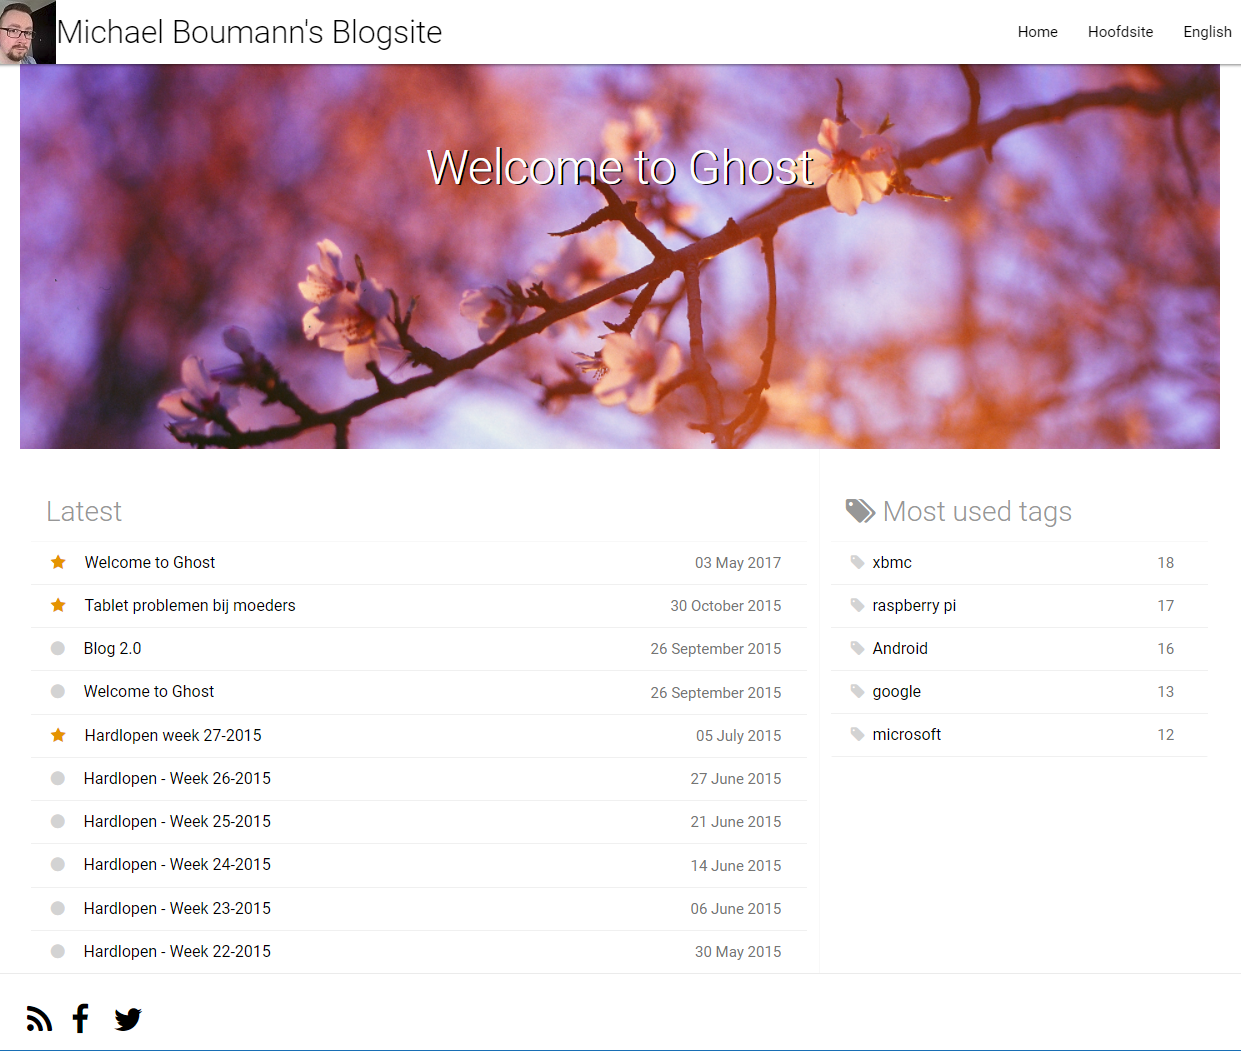 Michael Boumann's Blogsite
Home Hoofdsite English
Welcome to Ghost
Latest
Welcome to Ghost 03 May 2017
Tablet problemen bij moeders 30 October 2015
Blog 2.0 26 September 2015
Welcome to Ghost 26 September 2015
Hardlopen week 27-2015 05 July 2015
Hardlopen - Week 26-2015 27 June 2015
Hardlopen - Week 25-2015 21 June 2015
Hardlopen - Week 24-2015 14 June 2015
Hardlopen - Week 23-2015 06 June 2015
Hardlopen - Week 22-2015 30 May 2015
Most used tags
xbmc 18
raspberry pi 17
Android 16
google 13
microsoft 12